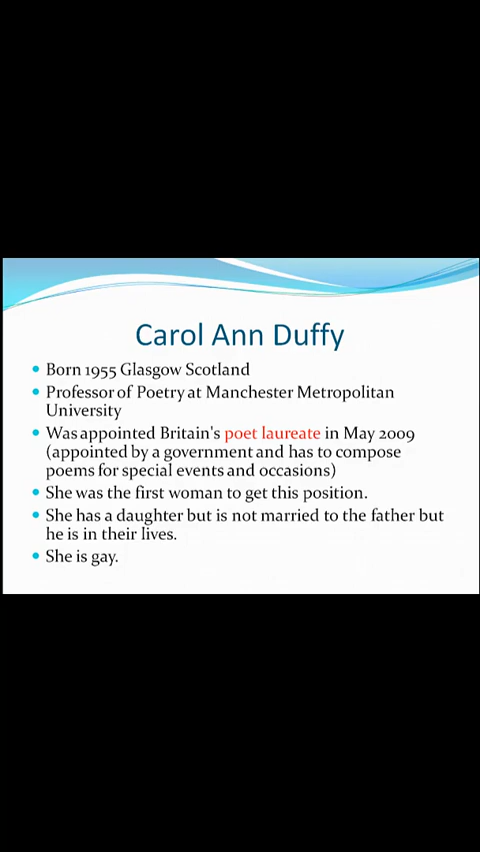 Carol Ann Duffy
• Born 1955 Glasgow Scotland
• Professor of Poetry at Manchester Metropolitan
University
• Was appointed Britain's poet laureate in May 2009
(appointed by a government and has to compose
poems for special events and occasions)
• She was the first woman to get this position.
• She has a daughter but is not married to the father but
he is in their lives.
• She is gay.